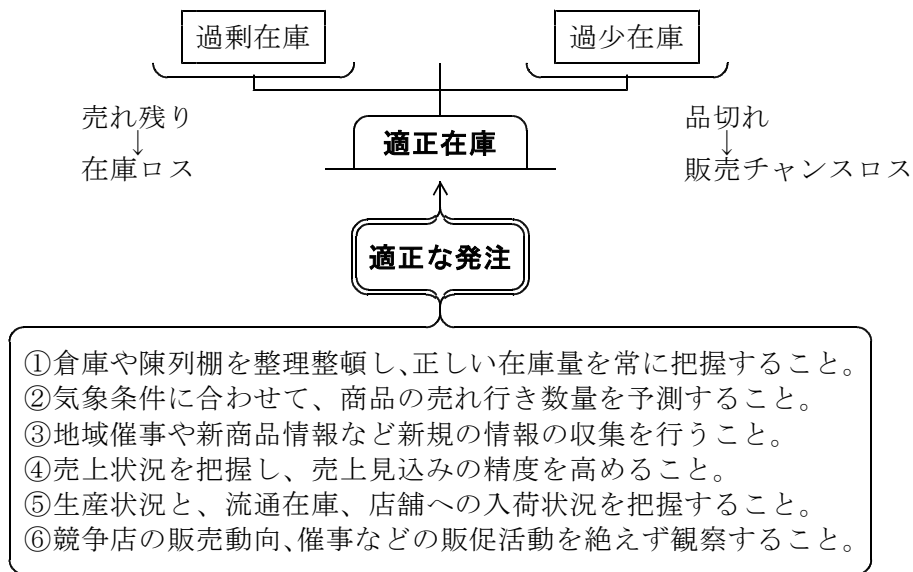 過剰在庫
過少在庫
売れ残り
↓
在庫ロス
適正在庫
品切れ
↓
販売チャンスロス
適正な発注
①倉庫や陳列棚を整理整頓し、正しい在庫量を常に把握すること。
②気象条件に合わせて、商品の売れ行き数量を予測すること。
③地域催事や新商品情報など新規の情報の収集を行うこと。
④売上状況を把握し、売上見込みの精度を高めること。
⑤生産状況と、流通在庫、店舗への入荷状況を把握すること。
⑥競争店の販売動向、催事などの販促活動を絶えず観察すること。